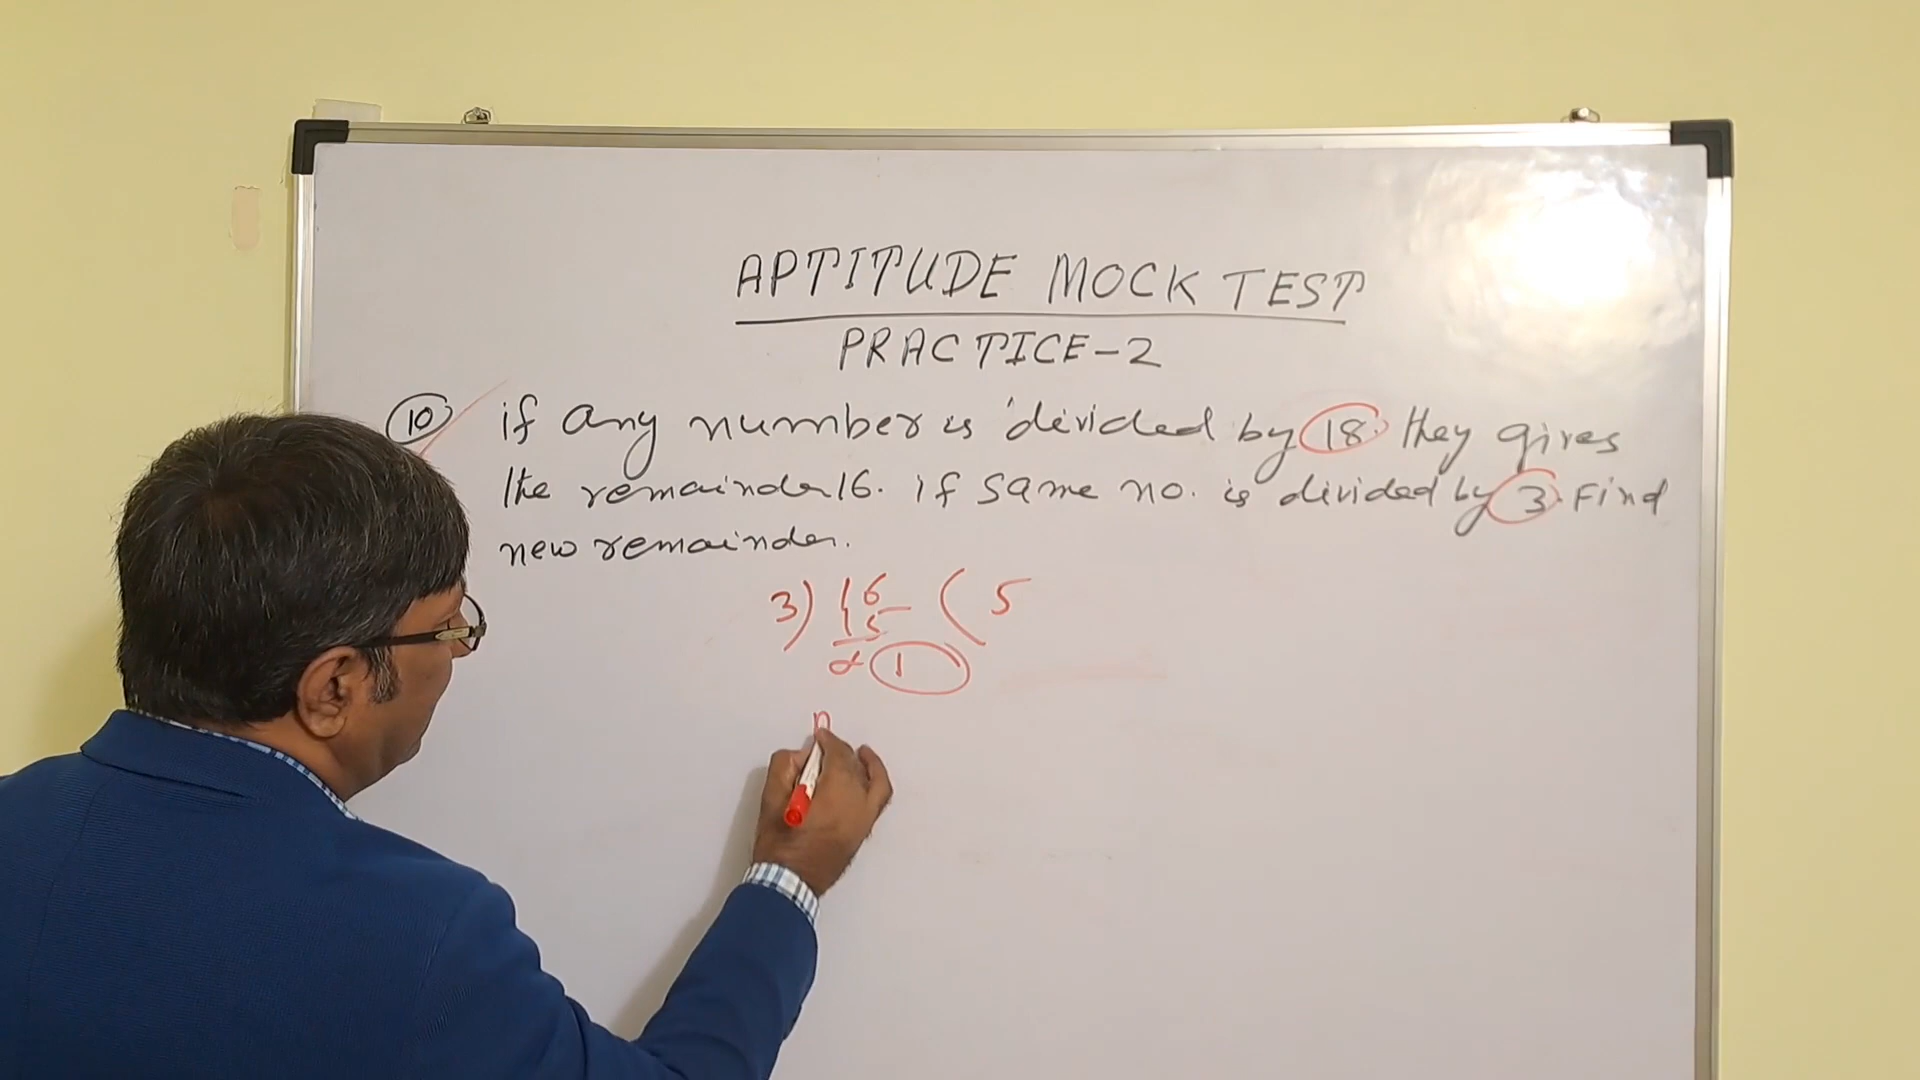 APTITUDE MOCK TEST
PRACTICE-2
10 if any number is divided by 18. they gives
the remainder 16. if same no. is divided by 3. Find
new remainder.
3) 16 ( 5
15
1